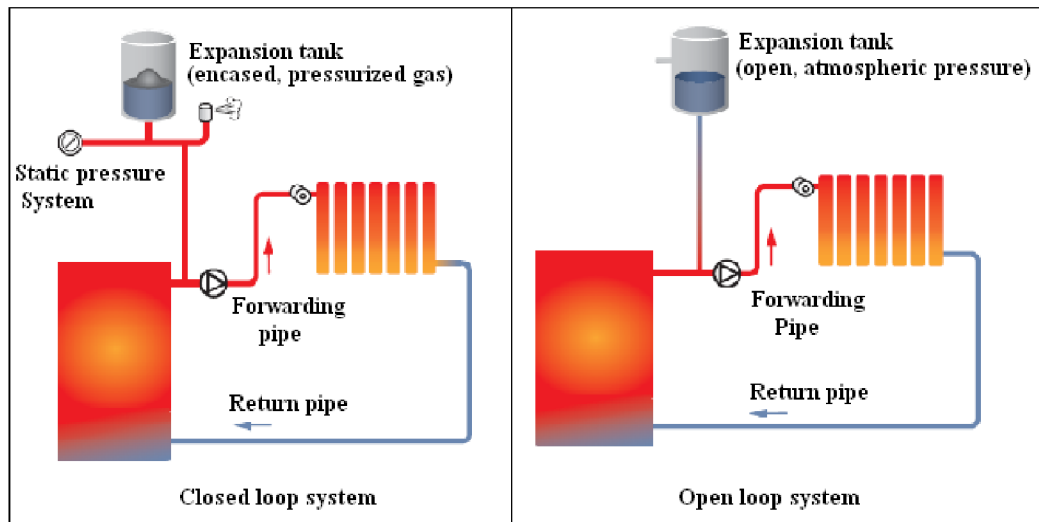 Expansion tank
(encased, pressurized gas)
Static pressure
System
Forwarding
pipe
Return pipe
Closed loop system
Expansion tank
(open, atmospheric pressure)
Forwarding
Pipe
Return pipe
Open loop system